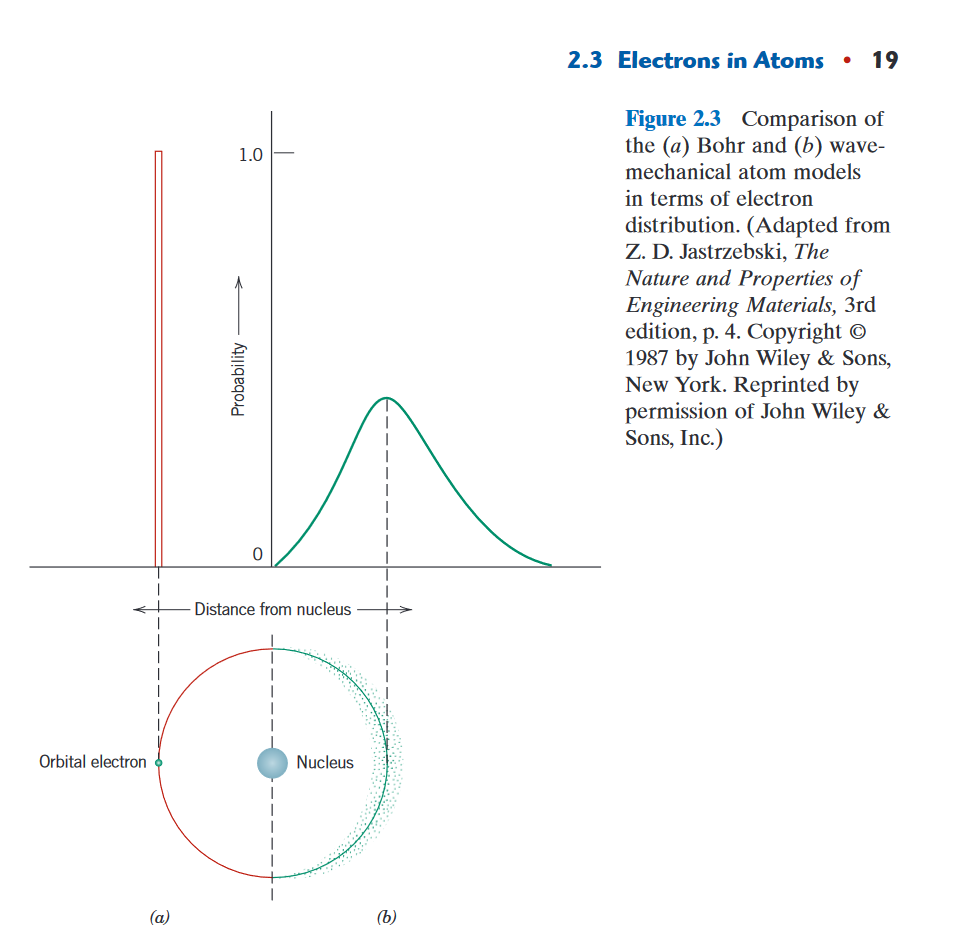 2.3 Electrons in Atoms • 19
Figure 2.3 Comparison of
the (a) Bohr and (b) wave-
mechanical atom models
in terms of electron
distribution. (Adapted from
Z. D. Jastrzebski, The
Nature and Properties of
Engineering Materials, 3rd
edition, p. 4. Copyright ©
1987 by John Wiley & Sons,
New York. Reprinted by
permission of John Wiley &
Sons, Inc.)
1.0
Probability
0
Distance from nucleus
Orbital electron
Nucleus
(a)
(b)